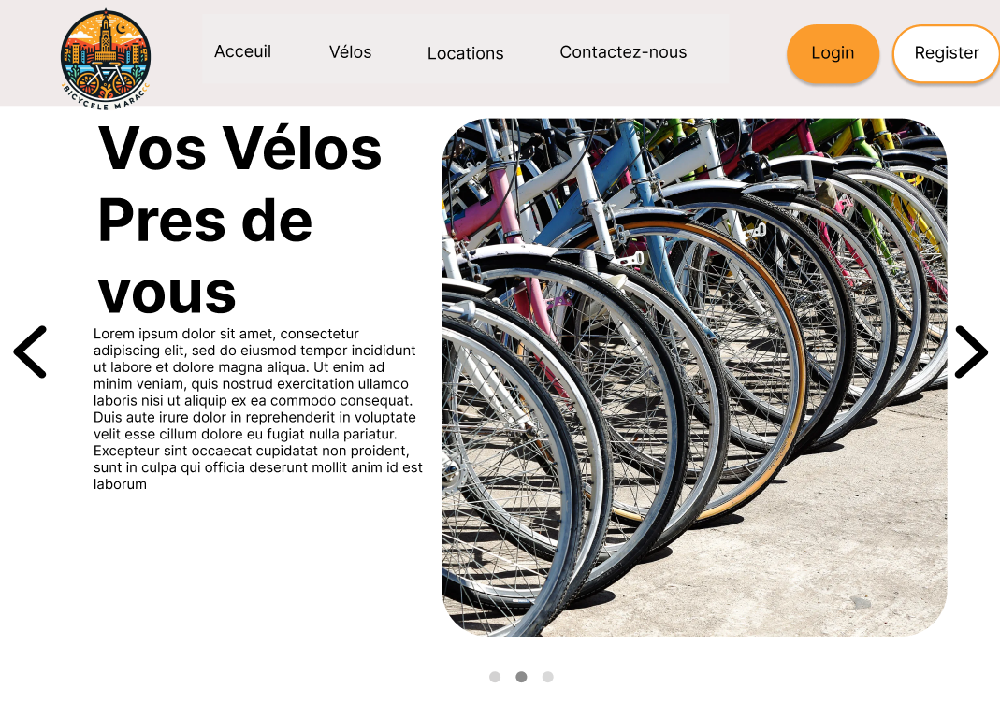 BICYCELE MARAC
Acceuil
Vélos
Locations
Contactez-nous
Login
Register
Vos Vélos
Pres de
vous
Lorem ipsum dolor sit amet, consectetur
adipiscing elit, sed do eiusmod tempor incididunt
ut labore et dolore magna aliqua. Ut enim ad
minim veniam, quis nostrud exercitation ullamco
laboris nisi ut aliquip ex ea commodo consequat.
Duis aute irure dolor in reprehenderit in voluptate
velit esse cillum dolore eu fugiat nulla pariatur.
Excepteur sint occaecat cupidatat non proident,
sunt in culpa qui officia deserunt mollit anim id est
laborum